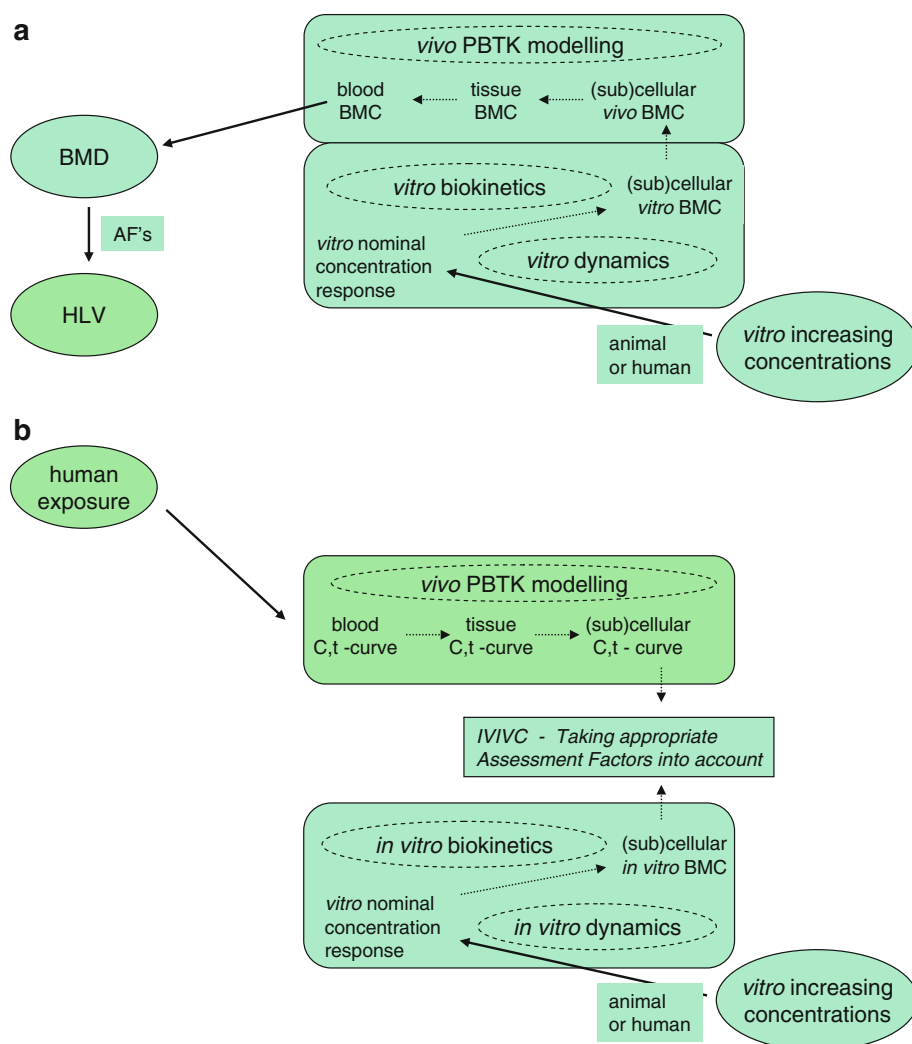 a
vivo PBTK modelling
blood
BMC
tissue
BMC
(sub)cellular
vivo BMC
BMD
AF's
HLV
vitro biokinetics
(sub)cellular
vitro BMC
vitro nominal
concentration
response
vitro dynamics
animal
or human
vitro increasing
concentrations
b
human
exposure
vivo PBTK modelling
blood
C,t -curve
tissue
C,t -curve
(sub)cellular
C,t - curve
IVIVC - Taking appropriate
Assessment Factors into account
in vitro biokinetics
(sub)cellular
in vitro BMC
vitro nominal
concentration
response
in vitro dynamics
animal
or human
vitro increasing
concentrations